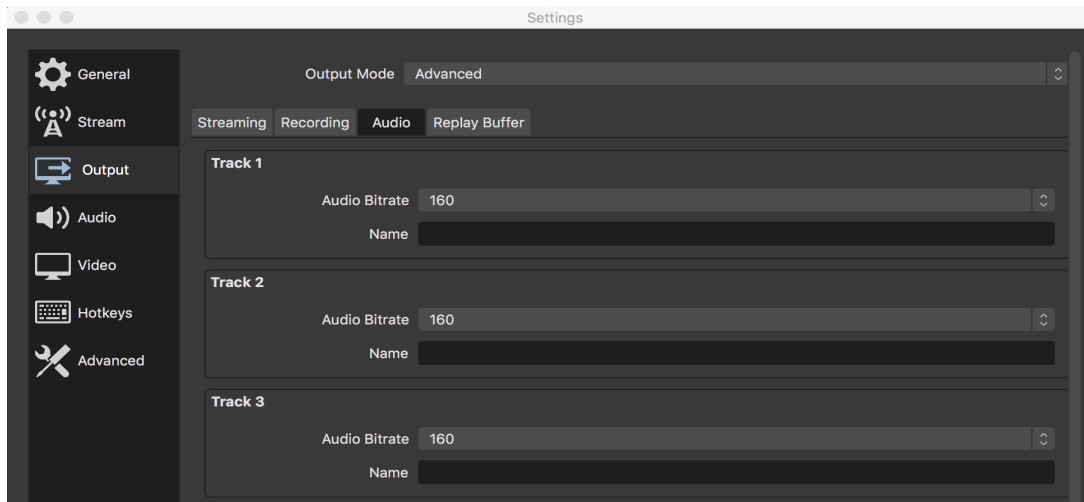 Settings
General
Stream
Output
Audio
Video
Hotkeys
Advanced
Output Mode Advanced
Streaming Recording Audio Replay Buffer
Track 1
Audio Bitrate 160
Name
Track 2
Audio Bitrate 160
Name
Track 3
Audio Bitrate 160
Name